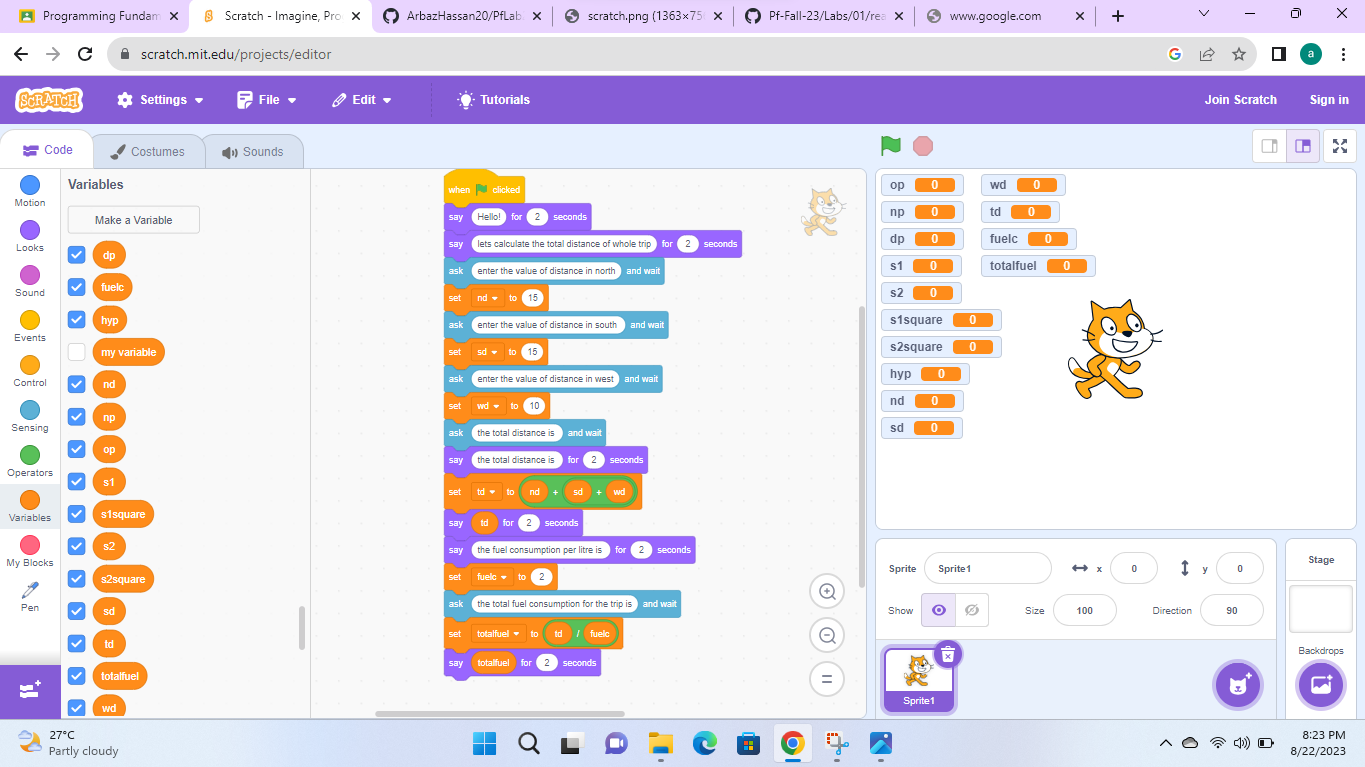 Programming Fundam
Scratch - Imagine, Pro
ArbazHassan20/PfLab
scratch.png (1363×75
Pf-Fall-23/Labs/01/rea
www.google.com
scratch.mit.edu/projects/editor
a
SCRATCH
Settings
File
Edit
Tutorials
Join Scratch
Sign in
Code
Costumes
Sounds
Motion
Looks
Sound
Events
Control
Sensing
Operators
Variables
My Blocks
Pen
Variables
Make a Variable
dp
fuelc
hyp
my variable
nd
np
op
s1
s1square
s2
s2square
sd
td
totalfuel
wd
when clicked
say Hello! for 2 seconds
say lets calculate the total distance of whole trip for 2 seconds
ask enter the value of distance in north and wait
set nd to 15
ask enter the value of distance in south and wait
set sd to 15
ask enter the value of distance in west and wait
set wd to 10
ask the total distance is and wait
say the total distance is for 2 seconds
set td to nd + sd + wd
say td for 2 seconds
say the fuel consumption per litre is for 2 seconds
set fuelc to 2
ask the total fuel consumption for the trip is and wait
set totalfuel to td / fuelc
say totalfuel for 2 seconds
op 0
np 0
dp 0
s1 0
s2 0
s1square 0
s2square 0
hyp 0
nd 0
sd 0
wd 0
td 0
fuelc 0
totalfuel 0
Sprite Sprite1 x 0 y 0
Show Size 100 Direction 90
Sprite1
Stage
Backdrops
27°C
Partly cloudy
8:23 PM
8/22/2023